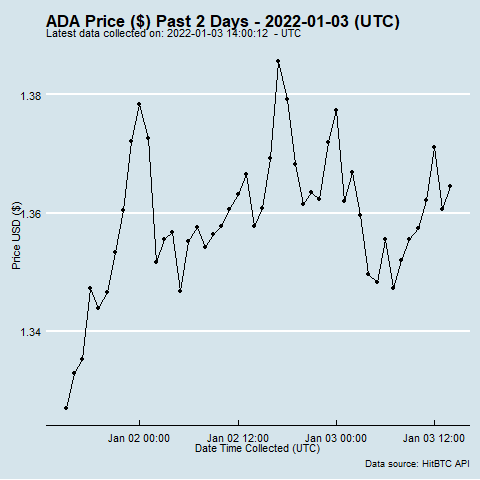 ADA Price ($) Past 2 Days - 2022-01-03 (UTC)
Latest data collected on: 2022-01-03 14:00:12  - UTC
1.38
1.36
1.34
Price USD ($)
Jan 02 00:00
Jan 02 12:00
Jan 03 00:00
Jan 03 12:00
Date Time Collected (UTC)
Data source: HitBTC API